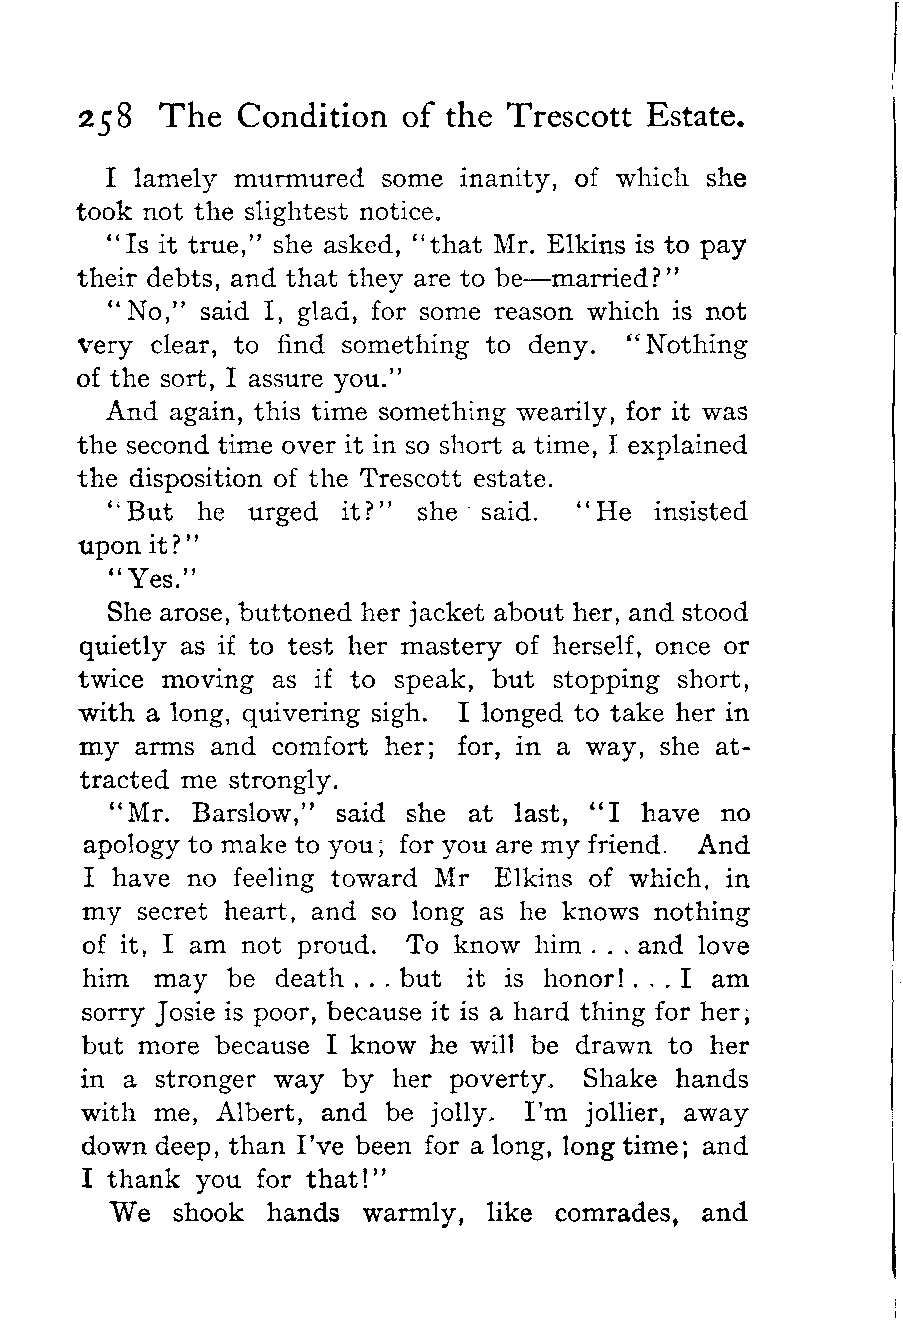 258 The Condition of the Trescott Estate.
I lamely murmured some inanity, of which she
took not the slightest notice.
"Is it true," she asked, "that Mr. Elkins is to pay
their debts, and that they are to be—married?"
"No," said I, glad, for some reason which is not
very clear, to find something to deny. "Nothing
of the sort, I assure you."
And again, this time something wearily, for it was
the second time over it in so short a time, I explained
the disposition of the Trescott estate.
"But he urged it?" she said. "He insisted
upon it?"
"Yes."
She arose, buttoned her jacket about her, and stood
quietly as if to test her mastery of herself, once or
twice moving as if to speak, but stopping short,
with a long, quivering sigh. I longed to take her in
my arms and comfort her; for, in a way, she at-
tracted me strongly.
"Mr. Barslow," said she at last, "I have no
apology to make to you; for you are my friend. And
I have no feeling toward Mr Elkins of which, in
my secret heart, and so long as he knows nothing
of it, I am not proud. To know him ... and love
him may be death ... but it is honor! ... I am
sorry Josie is poor, because it is a hard thing for her;
but more because I know he will be drawn to her
in a stronger way by her poverty. Shake hands
with me, Albert, and be jolly. I'm jollier, away
down deep, than I've been for a long, long time; and
I thank you for that!"
We shook hands warmly, like comrades, and